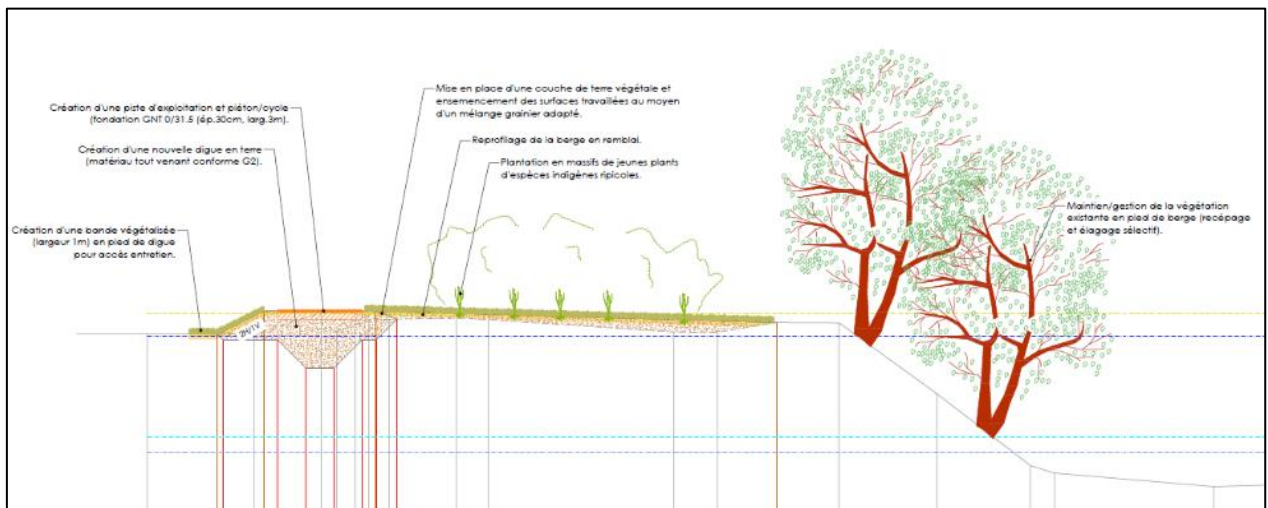 Création d'une piste d'exploitation et piéton/cycle
(fondation GNT 0/31.5 (ép.30cm, larg.3m).
Création d'une nouvelle digue en terre
(matériau tout venant conforme G2).
Création d'une bande végétalisée
(largeur 1m) en pied de digue
pour accès entretien.
Mise en place d'une couche de terre végétale et
ensemencement des surfaces travaillées au moyen
d'un mélange grainier adapté.
Reprofilage de la berge en remblai.
Plantation en massifs de jeunes plants
d'espèces indigènes ripicoles.
Maintien/gestion de la végétation
existante en pied de berge (recépage
et élagage sélectif).
2H/1V